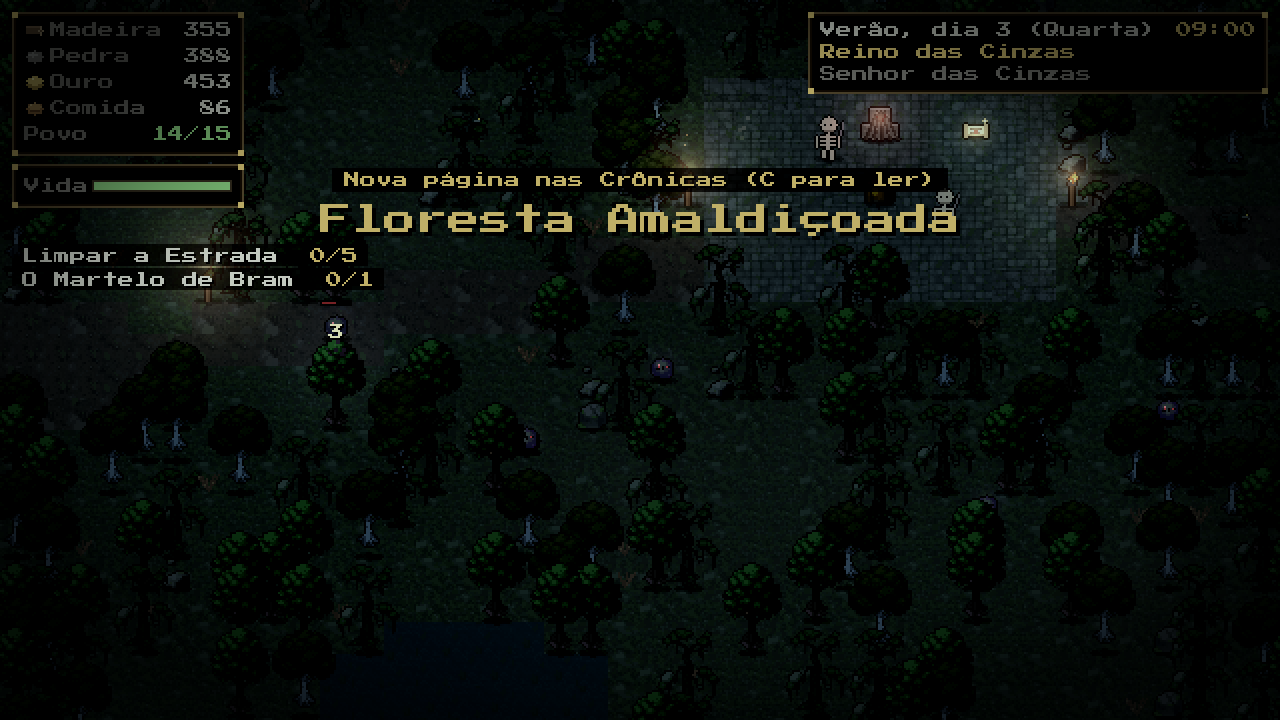 Madeira 355
Pedra 388
Ouro 453
Comida 86
Povo 14/15
Vida
Verão, dia 3 (Quarta) 09:00
Reino das Cinzas
Senhor das Cinzas
Nova página nas Crônicas (C para ler)
Floresta Amaldiçoada
Limpar a Estrada 0/5
O Martelo de Bram 0/1
3